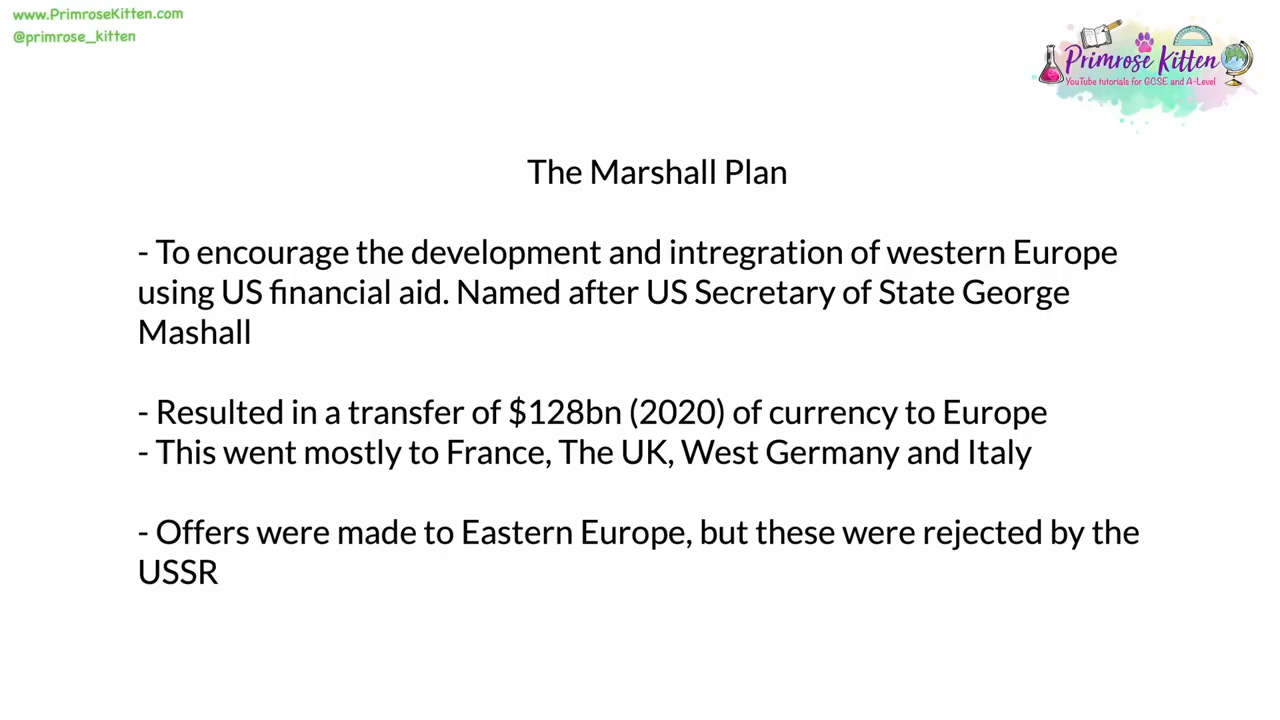 www.PrimroseKitten.com
@primrose_kitten
Primrose Kitten
YouTube tutorials for GCSE and A-Level
The Marshall Plan
- To encourage the development and intregration of western Europe
using US financial aid. Named after US Secretary of State George
Mashall
- Resulted in a transfer of $128bn (2020) of currency to Europe
- This went mostly to France, The UK, West Germany and Italy
- Offers were made to Eastern Europe, but these were rejected by the
USSR